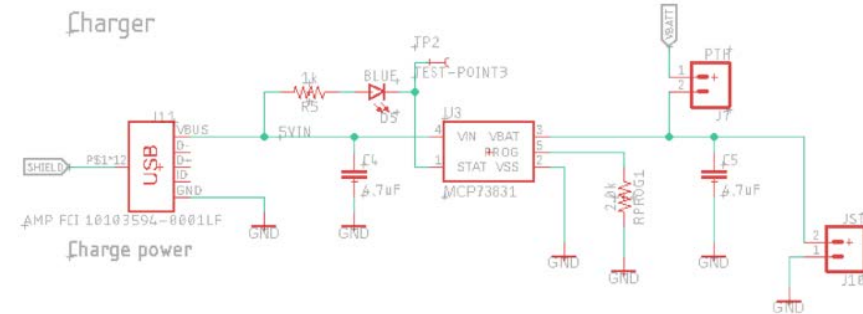 Charger
VBATT
PTH
1
2
J7
TP2
TEST-POINT3
1k
R5
BLUE
D5
U3
VBUS
D-
D+
ID
GND
USB
SHIELD
P$1*12
5VIN
4 VIN VBAT 3
PROG 5
1 STAT VSS 2
MCP73831
C4
4.7uF
C5
4.7uF
2.0k
RPROG1
GND
GND
GND
GND
GND
GND
AMP FCI 10103594-0001LF
Charge power
JST
2
1
J10